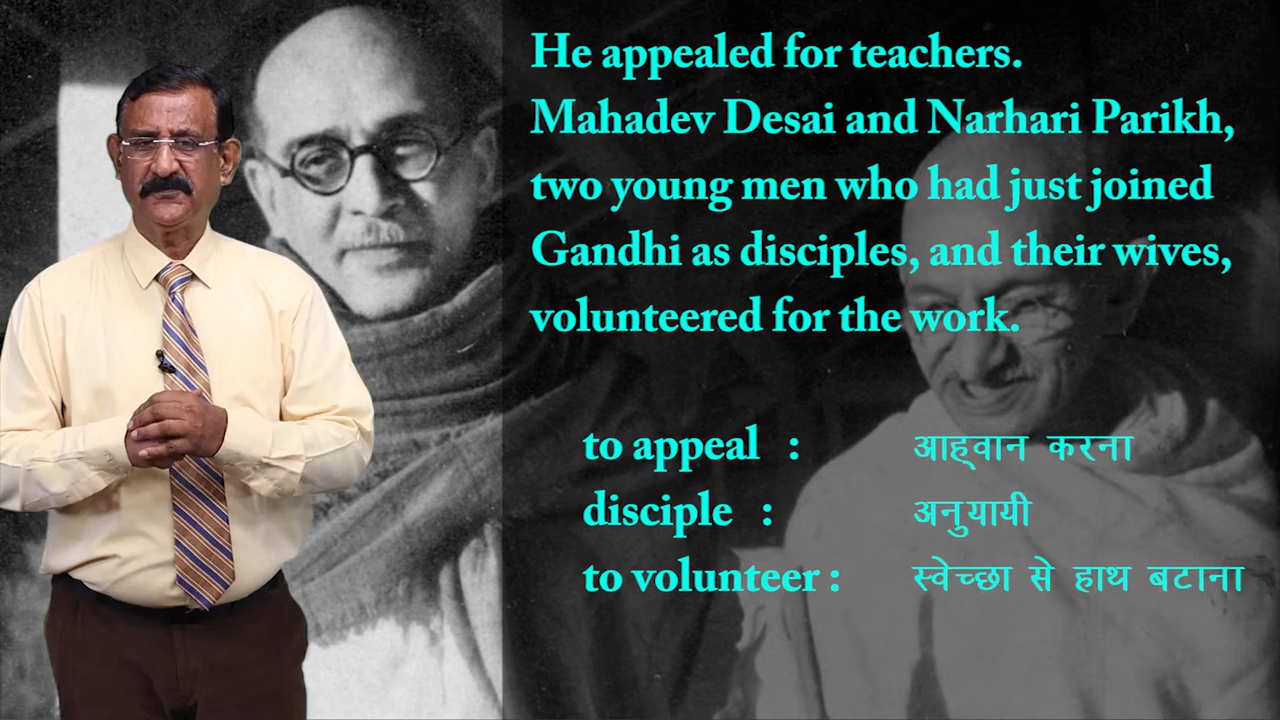 He appealed for teachers.
Mahadev Desai and Narhari Parikh,
two young men who had just joined
Gandhi as disciples, and their wives,
volunteered for the work.
to appeal : आह्‌वान करना
disciple : अनुयायी
to volunteer : स्वेच्छा से हाथ बटाना